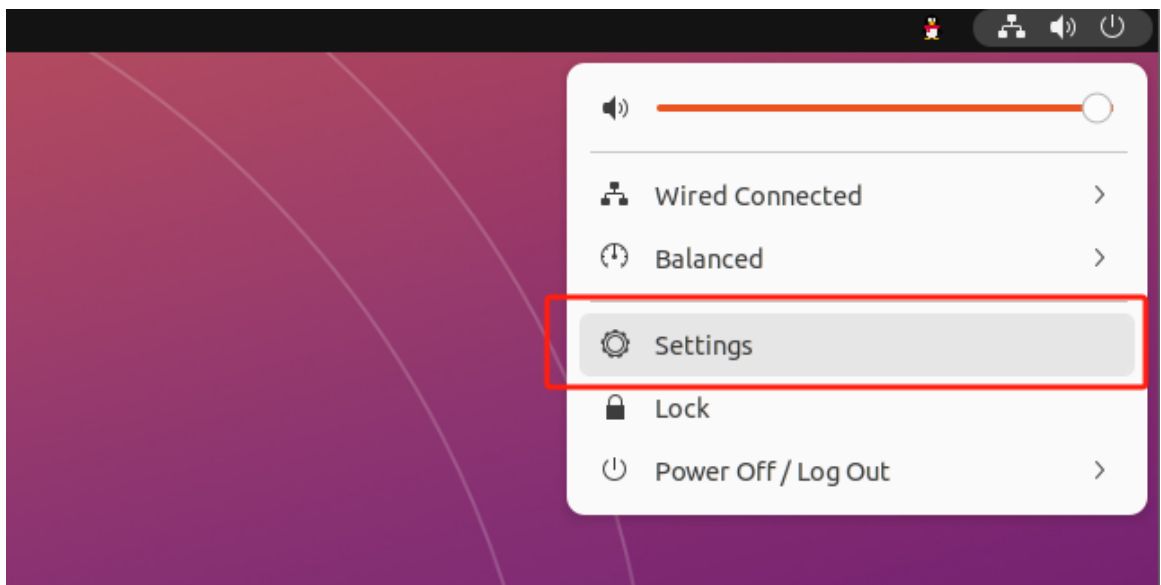 Wired Connected
Balanced
Settings
Lock
Power Off / Log Out